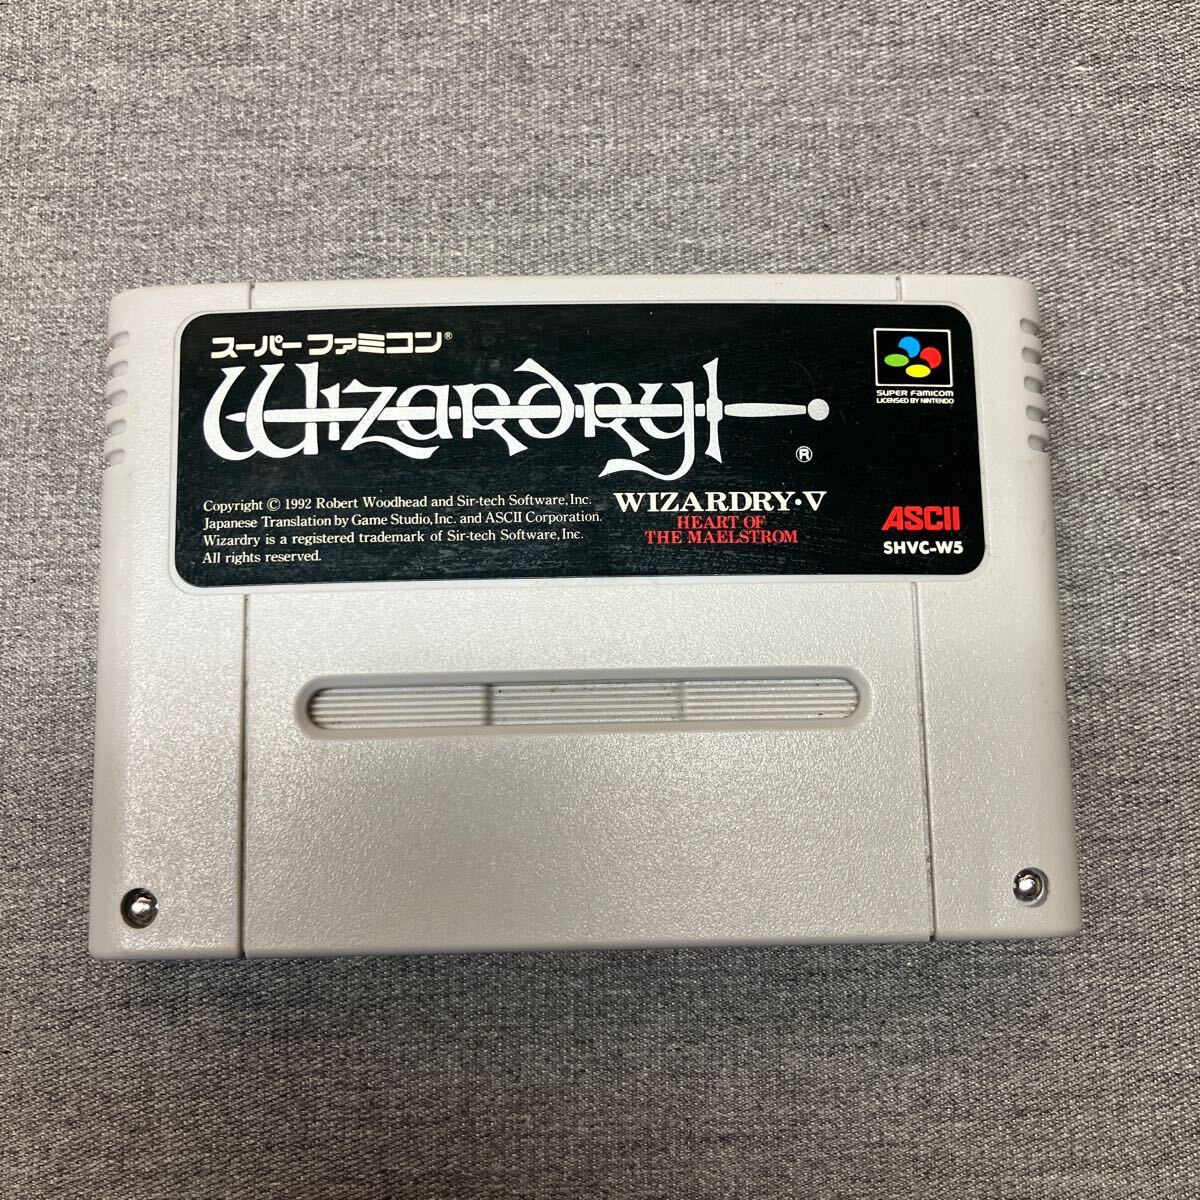 スーパーファミコン®
Wizardry
®
SUPER FAMICOM
LICENSED BY NINTENDO
Copyright © 1992 Robert Woodhead and Sir-tech Software, Inc.
Japanese Translation by Game Studio, Inc. and ASCII Corporation.
Wizardry is a registered trademark of Sir-tech Software, Inc.
All rights reserved.
WIZARDRY・V
HEART OF
THE MAELSTROM
ASCII
SHVC-W5